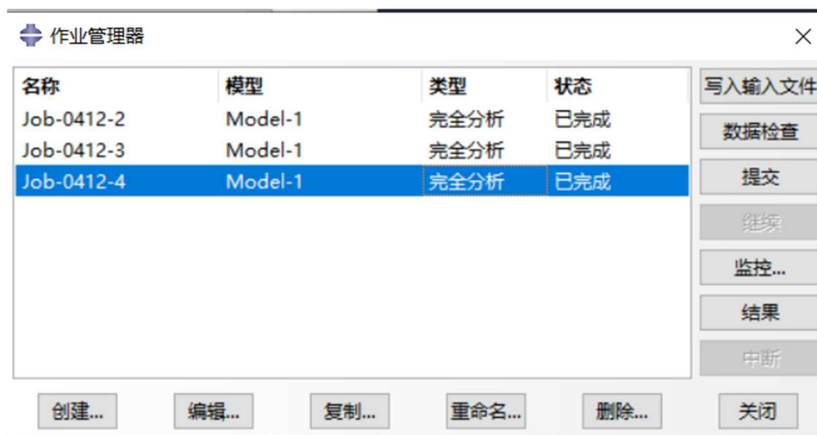 作业管理器
名称 模型 类型 状态
Job-0412-2 Model-1 完全分析 已完成
Job-0412-3 Model-1 完全分析 已完成
Job-0412-4 Model-1 完全分析 已完成
写入输入文件
数据检查
提交
继续
监控...
结果
中断
创建... 编辑... 复制... 重命名... 删除... 关闭